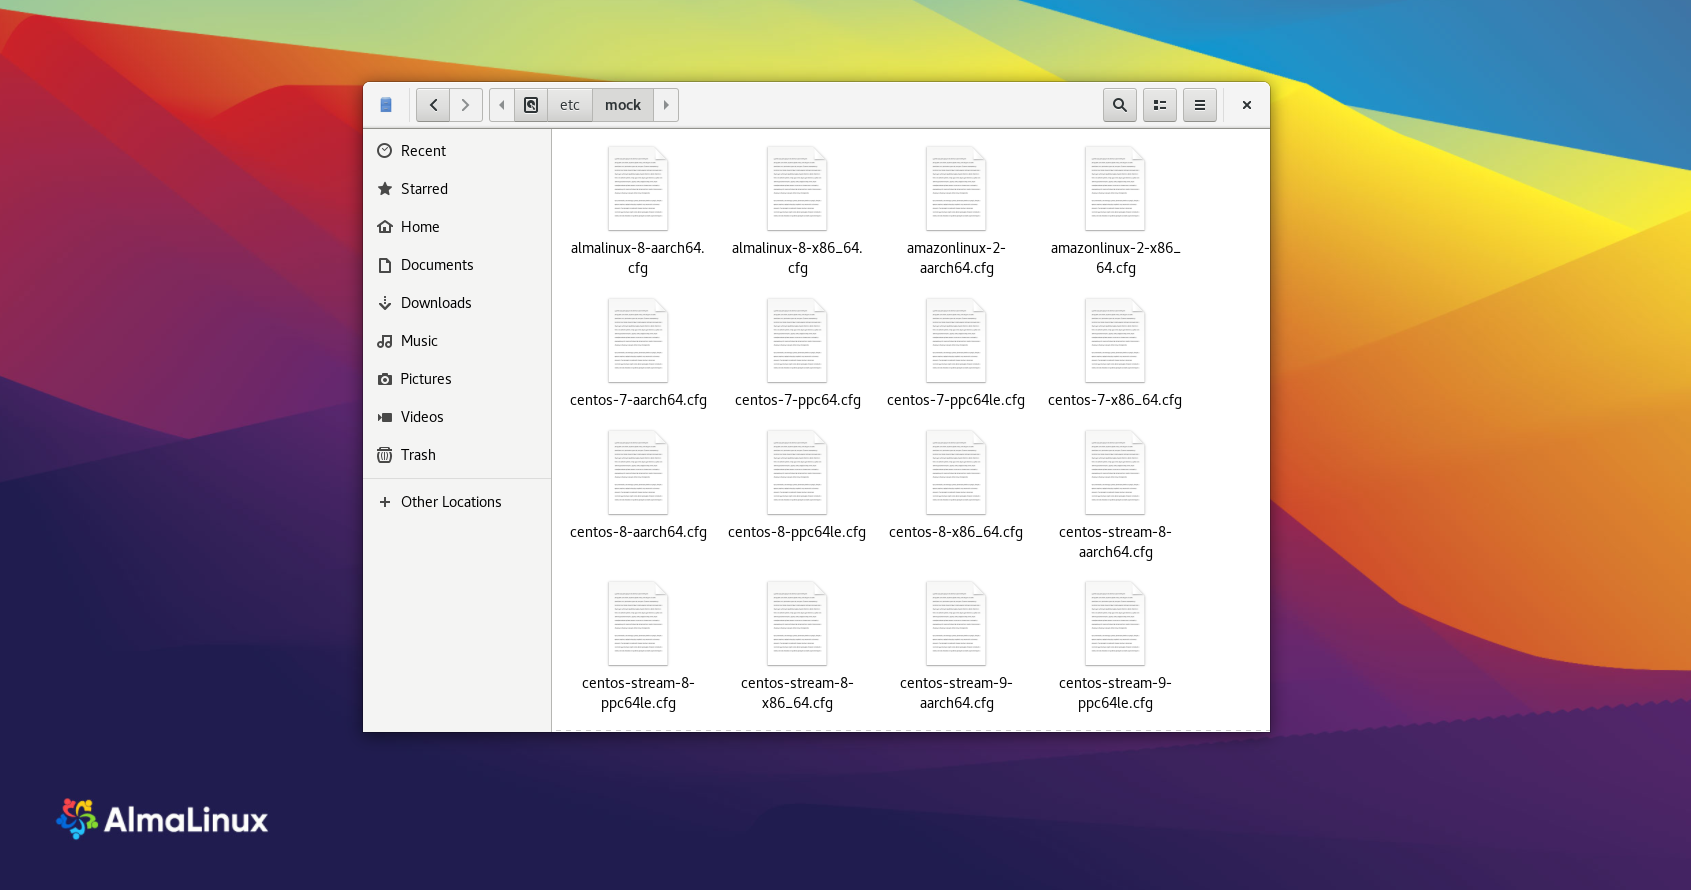 etc
mock
Recent
Starred
Home
Documents
Downloads
Music
Pictures
Videos
Trash
Other Locations
almalinux-8-aarch64.
cfg
almalinux-8-x86_64.
cfg
amazonlinux-2-
aarch64.cfg
amazonlinux-2-x86_
64.cfg
centos-7-aarch64.cfg
centos-7-ppc64.cfg
centos-7-ppc64le.cfg
centos-7-x86_64.cfg
centos-8-aarch64.cfg
centos-8-ppc64le.cfg
centos-8-x86_64.cfg
centos-stream-8-
aarch64.cfg
centos-stream-8-
ppc64le.cfg
centos-stream-8-
x86_64.cfg
centos-stream-9-
aarch64.cfg
centos-stream-9-
ppc64le.cfg
AlmaLinux